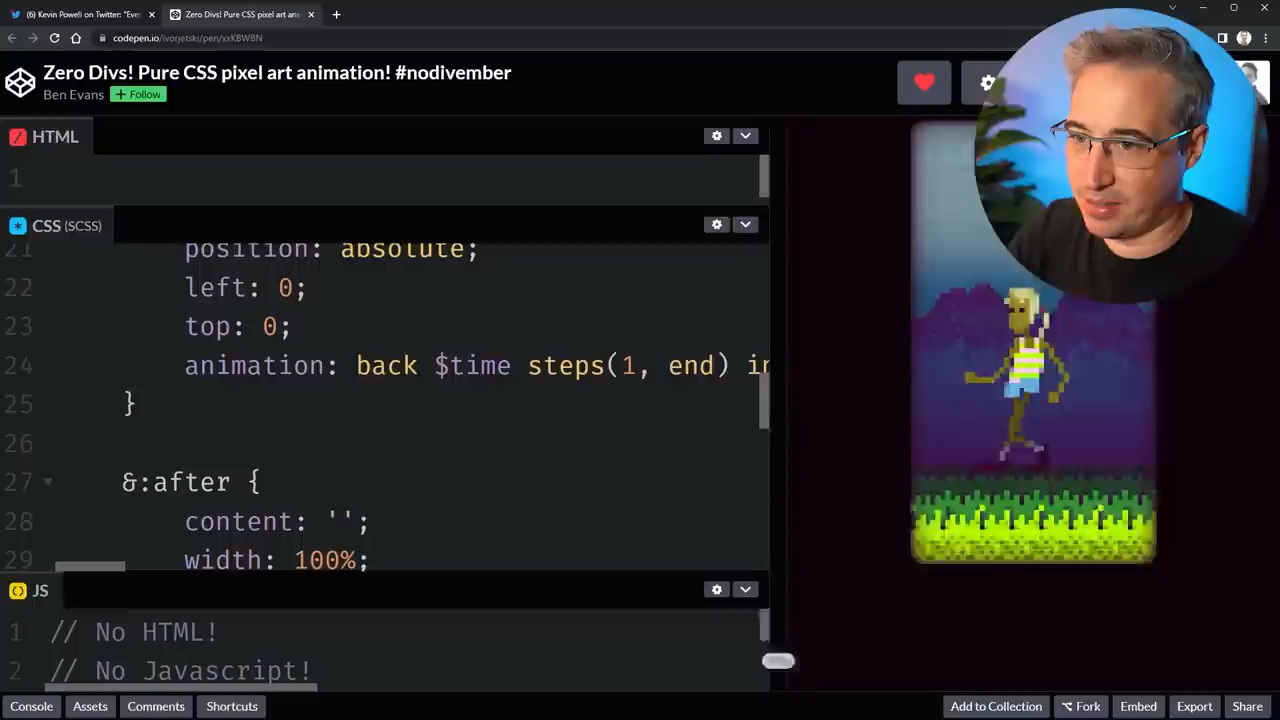 (6) Kevin Powell on Twitter: "Ever
Zero Divs! Pure CSS pixel art an
codepen.io/ivorjetski/pen/xxKBWBN
Zero Divs! Pure CSS pixel art animation! #nodivember
Ben Evans
+ Follow
HTML
1
CSS (SCSS)
21 position: absolute;
22 left: 0;
23 top: 0;
24 animation: back $time steps(1, end) in
25 }
26
27 &:after {
28 content: '';
29 width: 100%;
JS
1 // No HTML!
2 // No Javascript!
Console Assets Comments Shortcuts Add to Collection Fork Embed Export Share